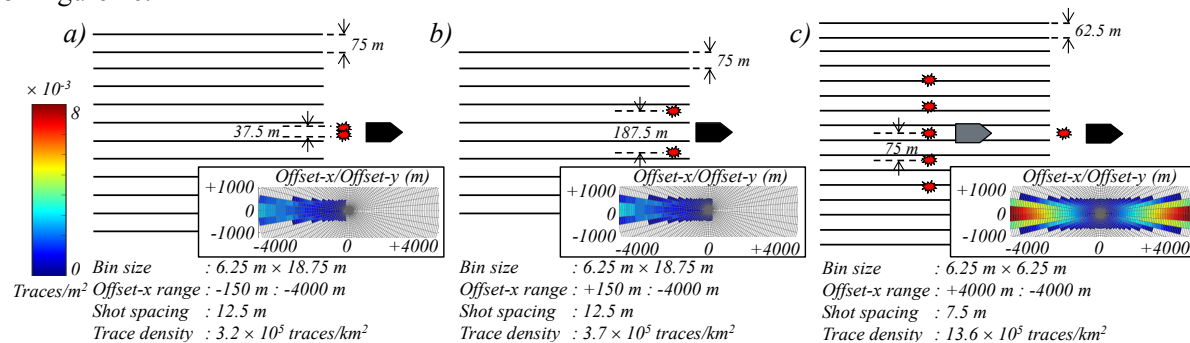 a)
75 m
37.5 m
× 10⁻³
8
0
Traces/m²
Offset-x/Offset-y (m)
+1000
0
-1000
-4000
0
+4000
Bin size : 6.25 m × 18.75 m
Offset-x range : -150 m : -4000 m
Shot spacing : 12.5 m
Trace density : 3.2 × 10⁵ traces/km²
b)
75 m
187.5 m
Offset-x/Offset-y (m)
+1000
0
-1000
-4000
0
+4000
Bin size : 6.25 m × 18.75 m
Offset-x range : +150 m : -4000 m
Shot spacing : 12.5 m
Trace density : 3.7 × 10⁵ traces/km²
c)
62.5 m
75 m
Offset-x/Offset-y (m)
+1000
0
-1000
-4000
0
+4000
Bin size : 6.25 m × 6.25 m
Offset-x range : +4000 m : -4000 m
Shot spacing : 7.5 m
Trace density : 13.6 × 10⁵ traces/km²